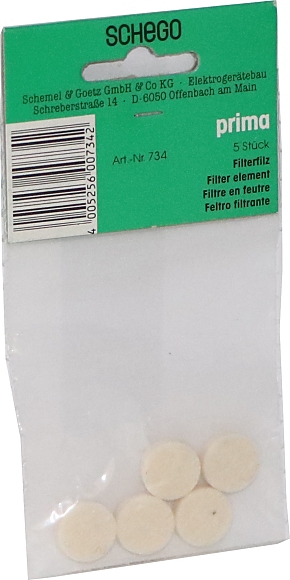 SCHEGO
Schemel & Goetz GmbH & Co KG · Elektrogerätebau
Schreberstraße 14 · D-6050 Offenbach am Main
prima
5 Stück
Art.-Nr. 734
Filterfilz
Filter element
Filtre en feutre
Feltro filtrante
4 005256 007342